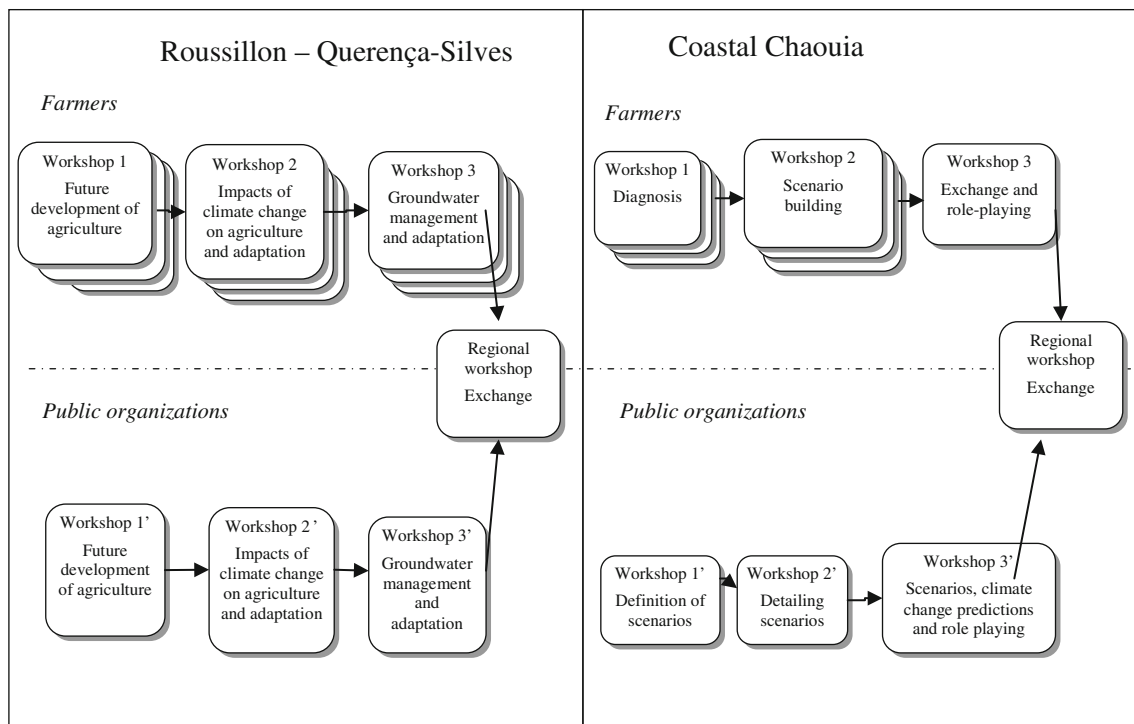 Roussillon – Querença-Silves
Farmers
Workshop 1
Future
development of
agriculture
Workshop 2
Impacts of
climate change
on agriculture
and adaptation
Workshop 3
Groundwater
management
and adaptation
Regional
workshop
Exchange
Public organizations
Workshop 1’
Future
development
of agriculture
Workshop 2’
Impacts of
climate change
on agriculture
and adaptation
Workshop 3’
Groundwater
management
and
adaptation
Coastal Chaouia
Farmers
Workshop 1
Diagnosis
Workshop 2
Scenario
building
Workshop 3
Exchange and
role-playing
Regional
workshop
Exchange
Public organizations
Workshop 1’
Definition of
scenarios
Workshop 2’
Detailing
scenarios
Workshop 3’
Scenarios, climate
change predictions
and role playing